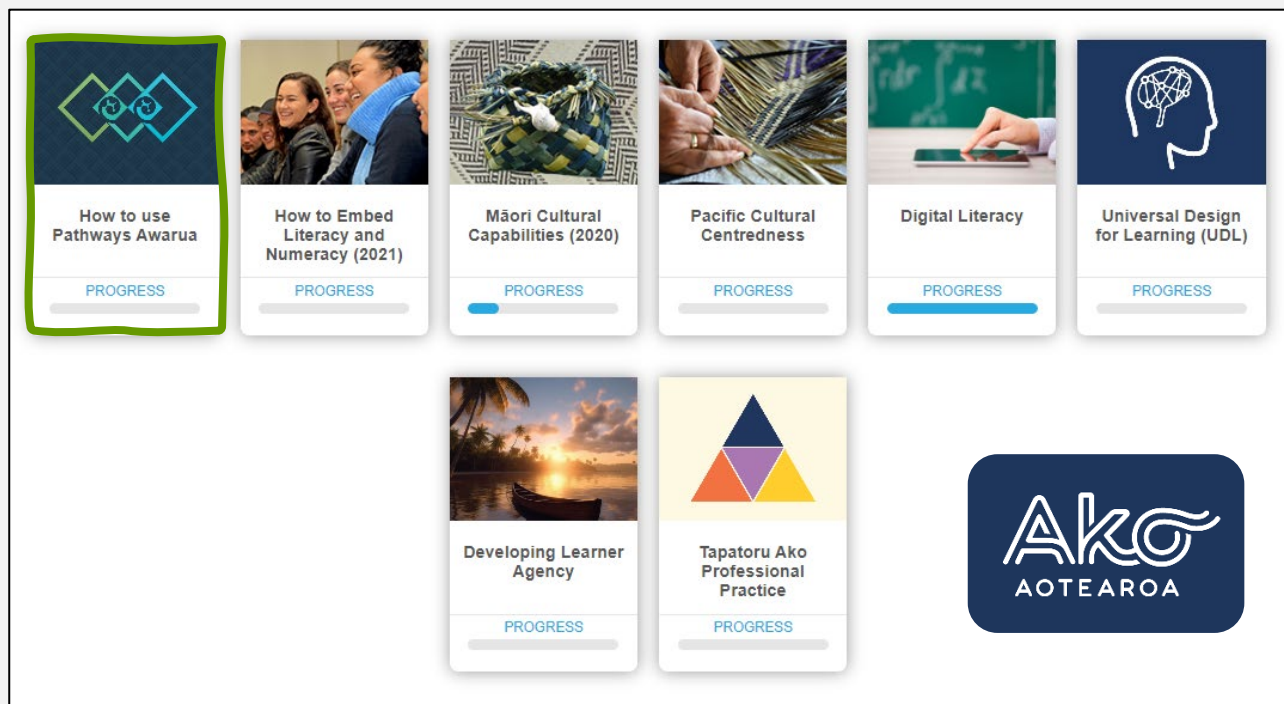 How to use
Pathways Awarua
PROGRESS
How to Embed
Literacy and
Numeracy (2021)
PROGRESS
Māori Cultural
Capabilities (2020)
PROGRESS
Pacific Cultural
Centredness
PROGRESS
Digital Literacy
PROGRESS
Universal Design
for Learning (UDL)
PROGRESS
Developing Learner
Agency
PROGRESS
Tapatoru Ako
Professional
Practice
PROGRESS
Ako
AOTEAROA